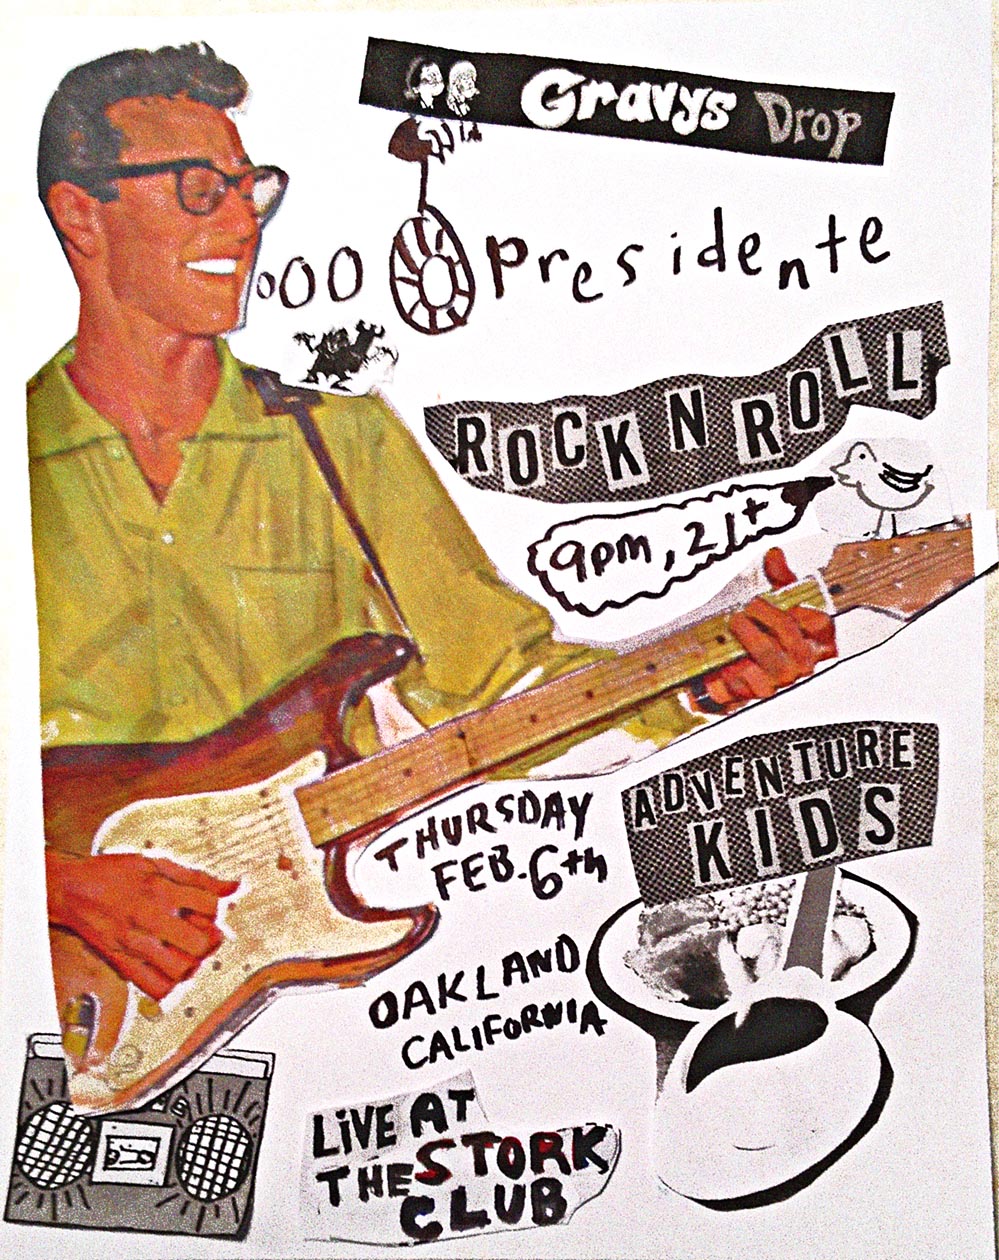 Gravys Drop
oOO presidente
ROCK N ROLL
9pm, 21+
ADVENTURE
KIDS
THURSDAY
FEB. 6th
OAKLAND
CALIFORNIA
LiVE AT
THE STORK
CLUB